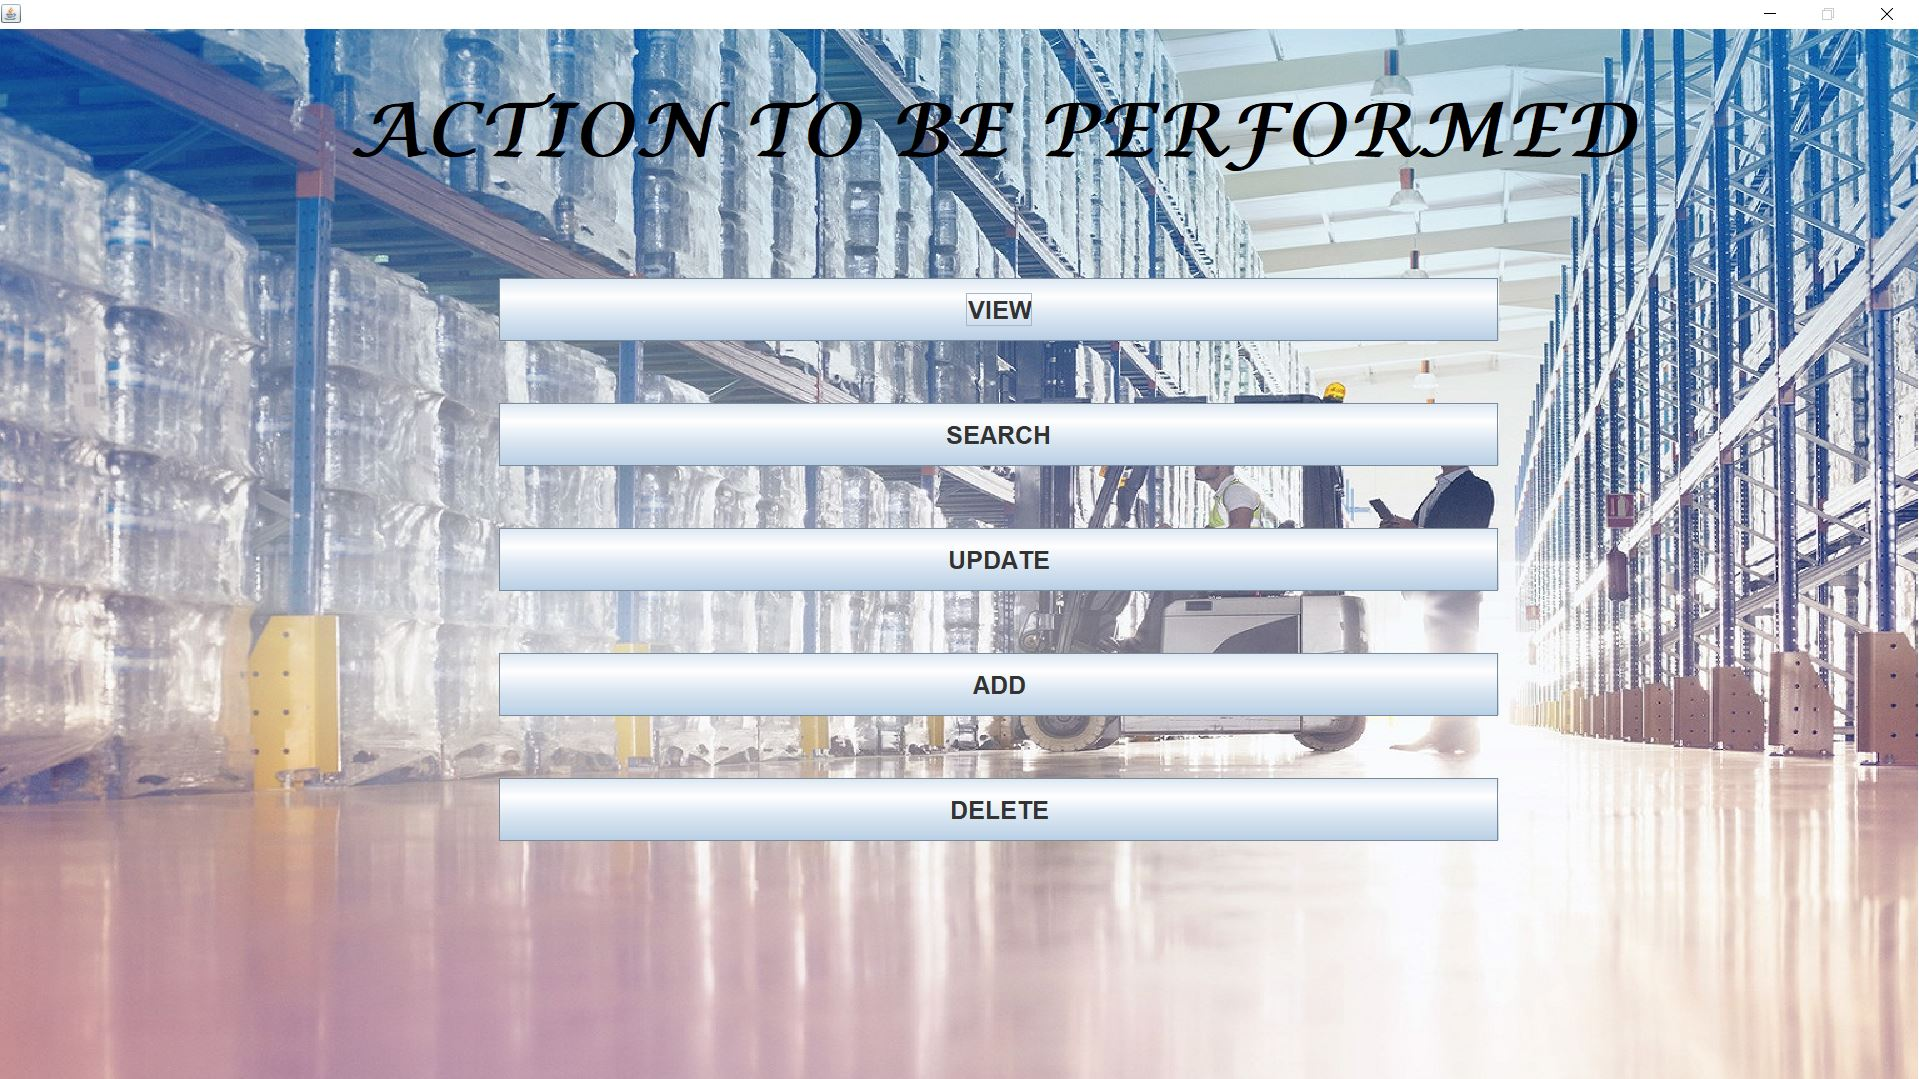 ACTION TO BE PERFORMED
VIEW
SEARCH
UPDATE
ADD
DELETE